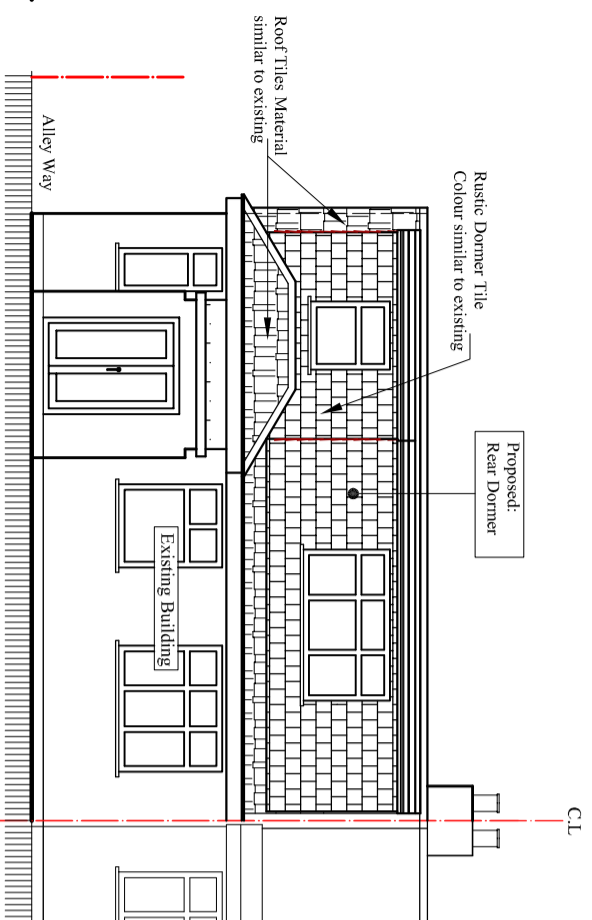 Roof Tiles Material
similar to existing
Rustic Dormer Tile
Colour similar to existing
Proposed:
Rear Dormer
C.L
Alley Way
Existing Building